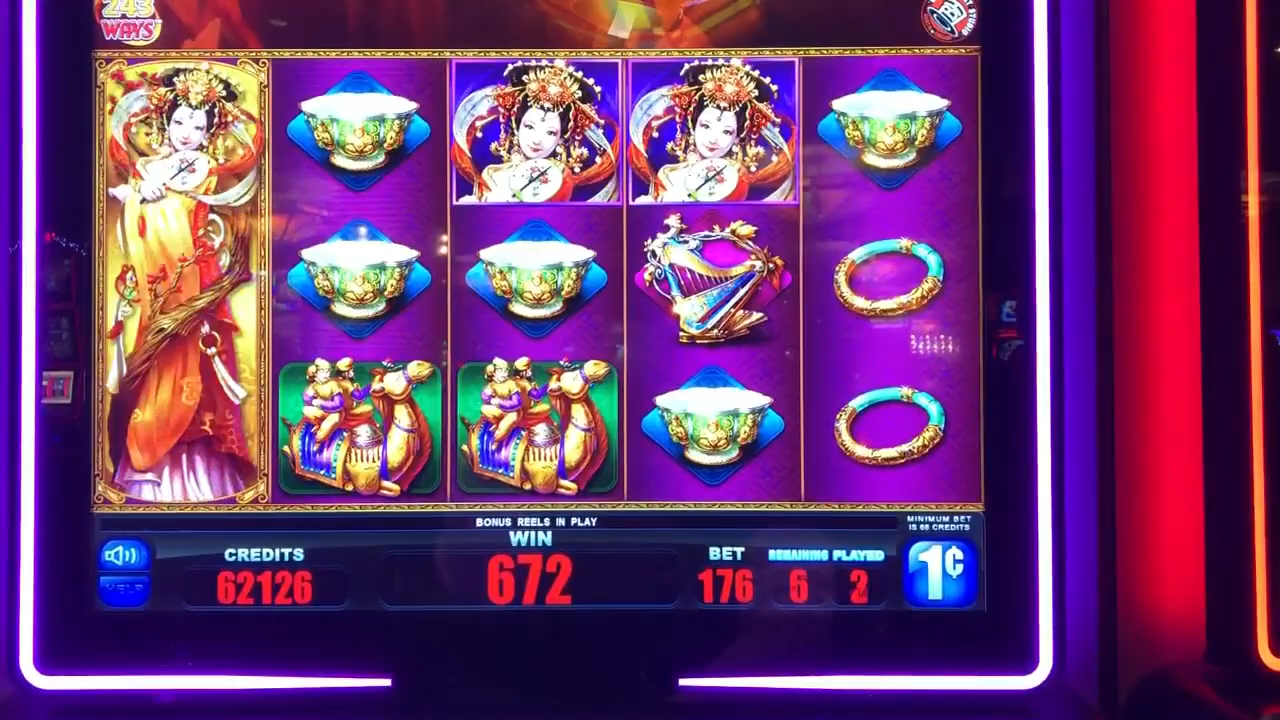 243
WAYS
BONUS REELS IN PLAY
MINIMUM BET
IS 88 CREDITS
WIN
CREDITS
BET
REMAINING
PLAYED
62126
672
176
6
2
1¢
HELP